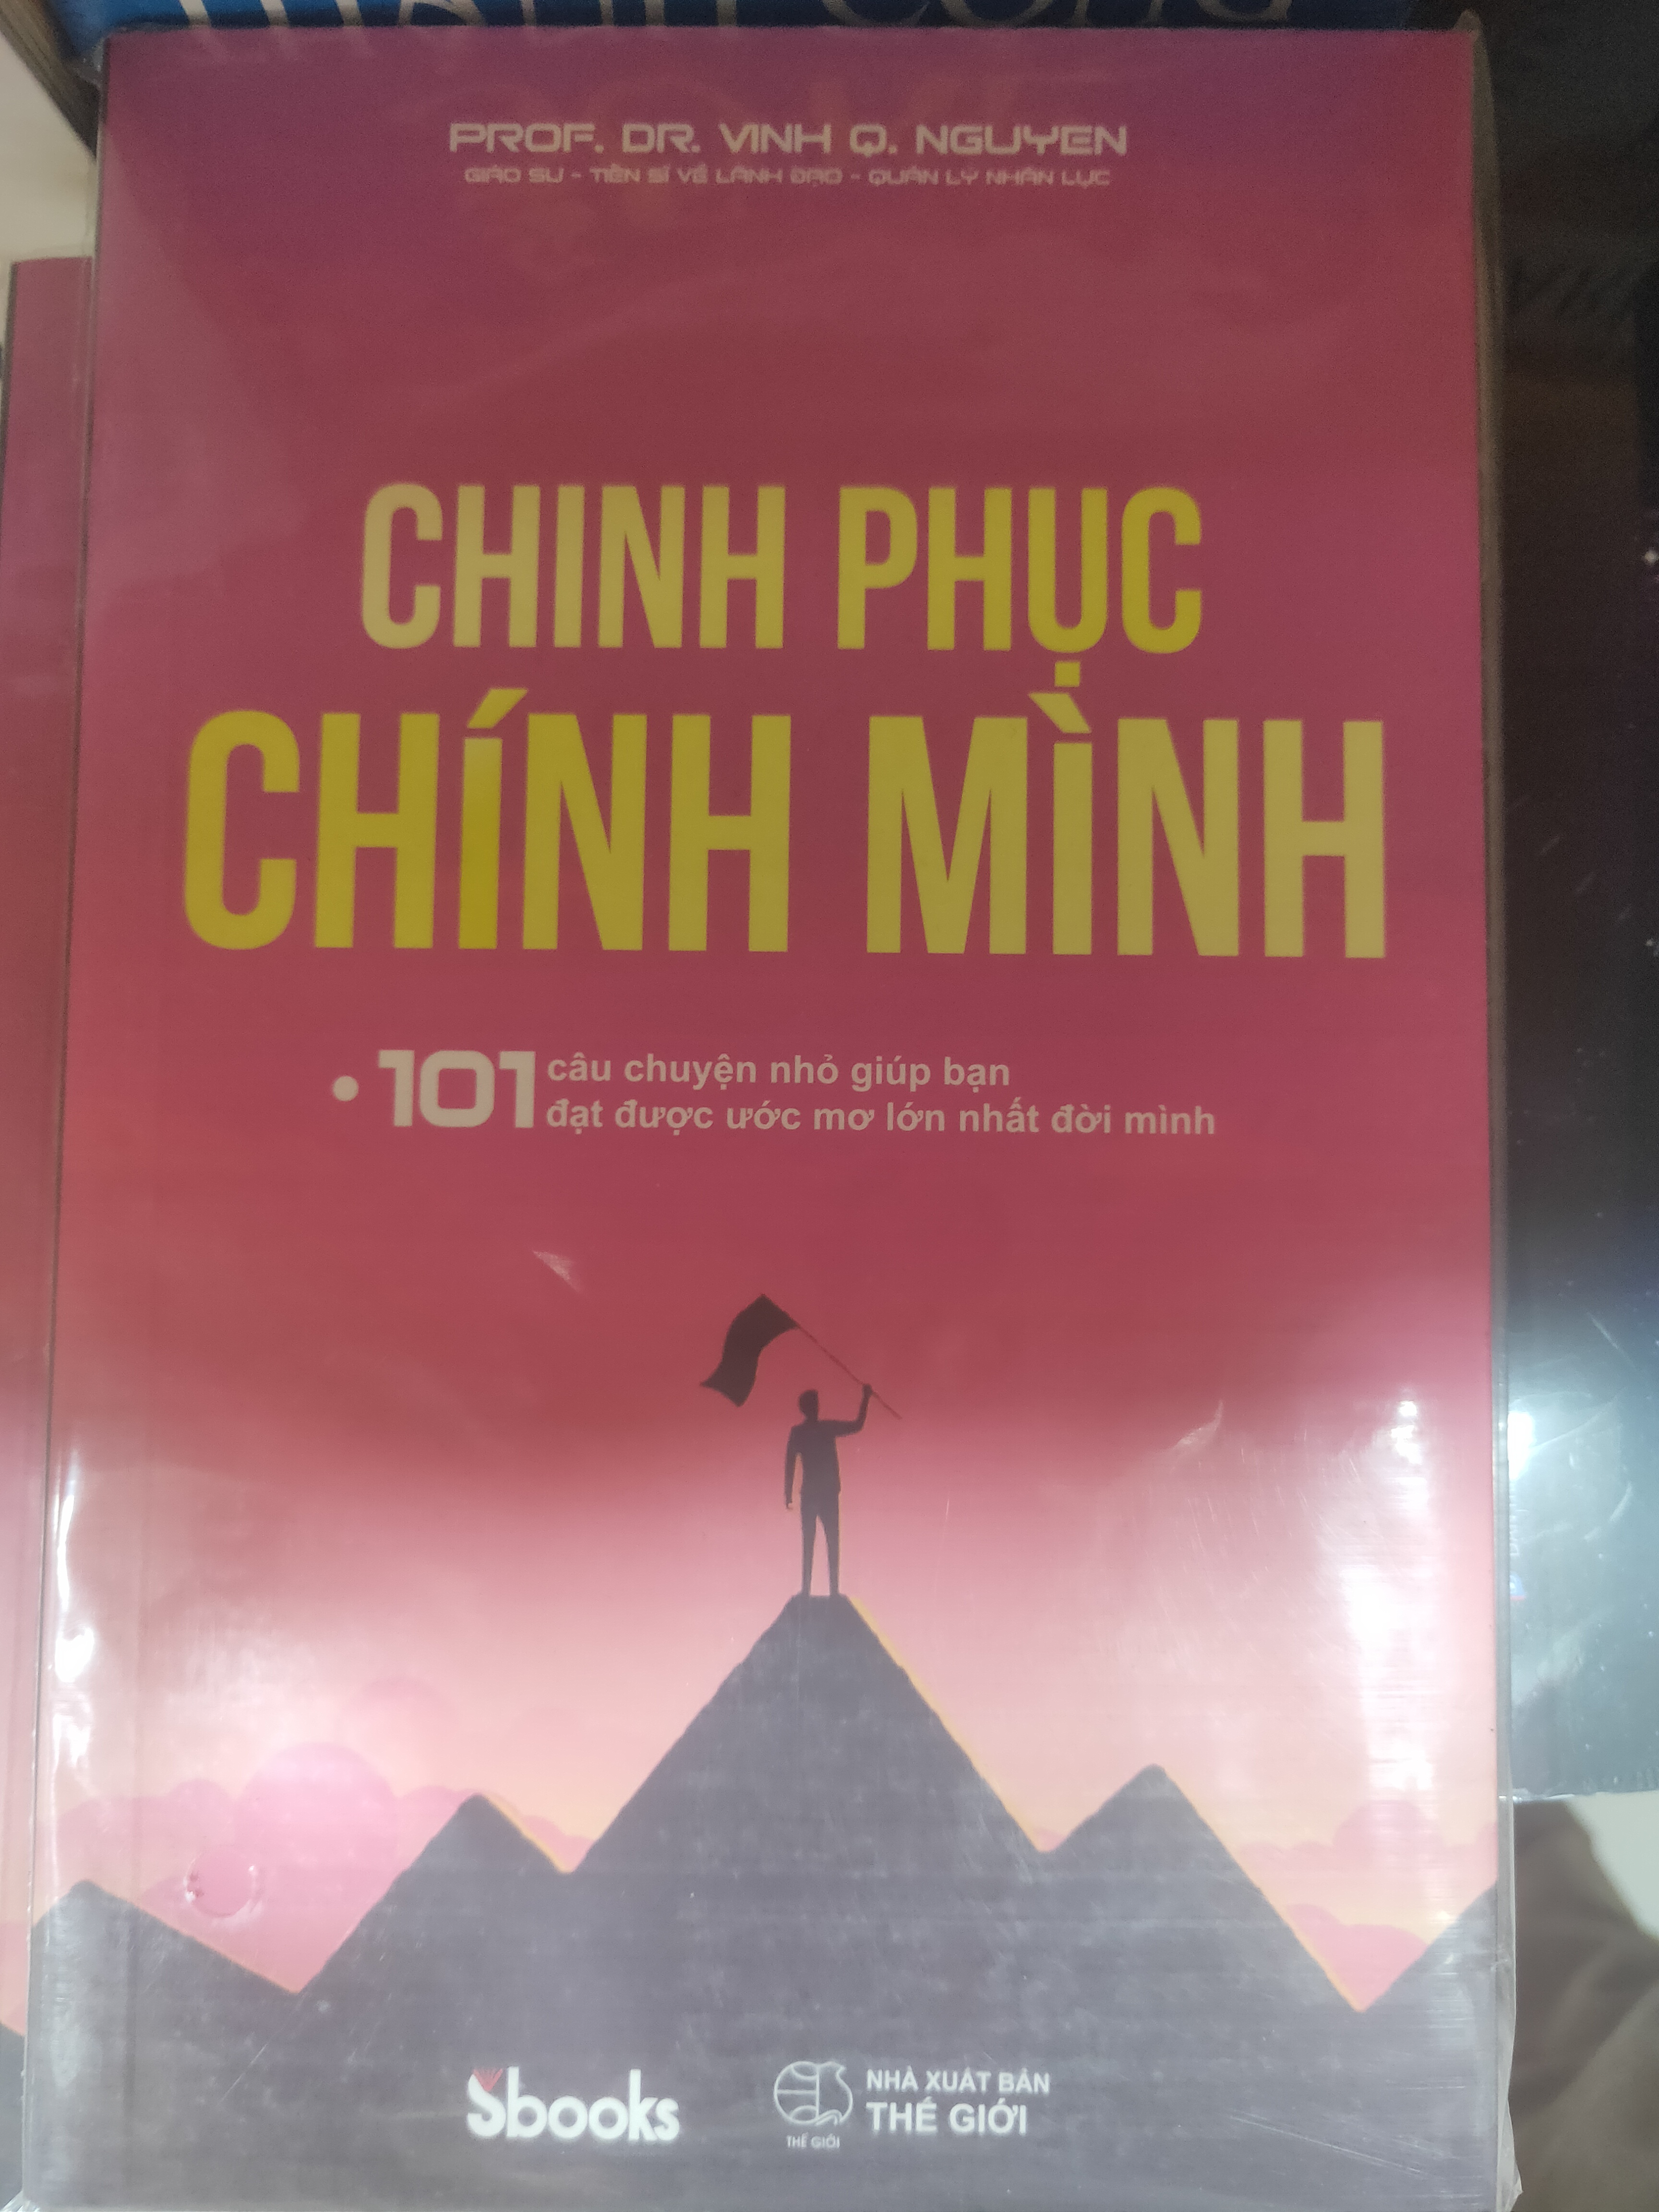 PROF. DR. VINH Q. NGUYEN
GIÁO SƯ - TIẾN SĨ VỀ LÃNH ĐẠO - QUẢN LÝ NHÂN LỰC
CHINH PHỤC
CHÍNH MÌNH
• 101 câu chuyện nhỏ giúp bạn
đạt được ước mơ lớn nhất đời mình
Sbooks
NHÀ XUẤT BẢN
THẾ GIỚI
THẾ GIỚI